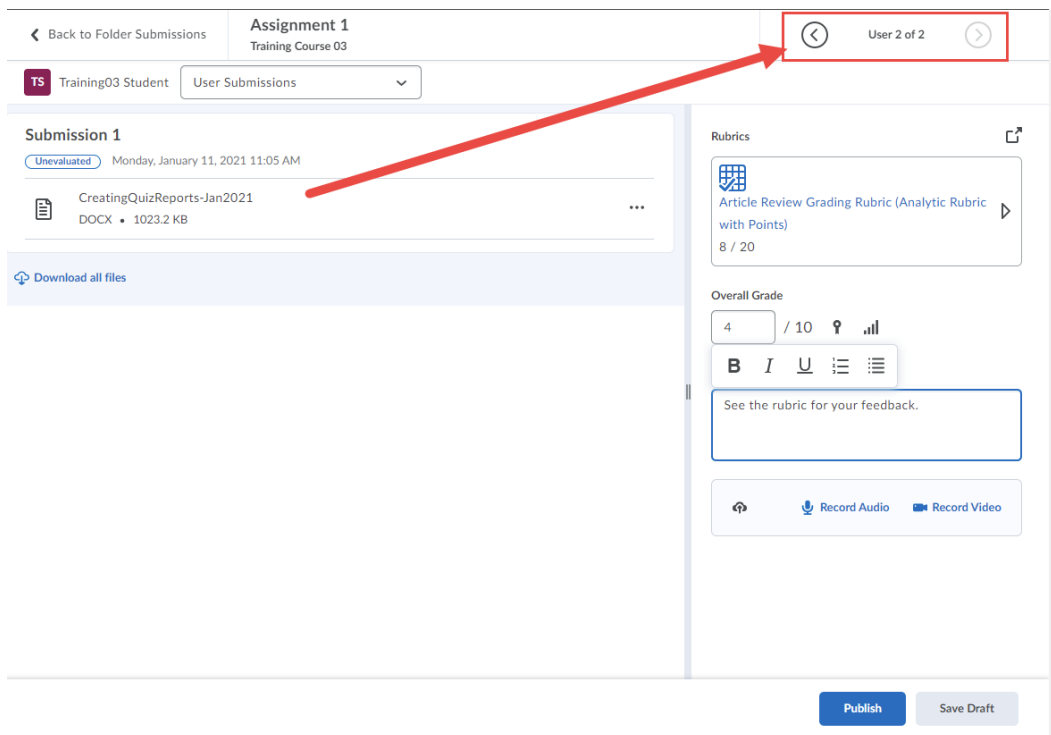 Back to Folder Submissions
Assignment 1
Training Course 03
User 2 of 2
TS
Training03 Student
User Submissions
Submission 1
Unevaluated
Monday, January 11, 2021 11:05 AM
CreatingQuizReports-Jan2021
DOCX • 1023.2 KB
Download all files
Rubrics
Article Review Grading Rubric (Analytic Rubric
with Points)
8 / 20
Overall Grade
4 / 10
B I U
See the rubric for your feedback.
Record Audio
Record Video
Publish
Save Draft